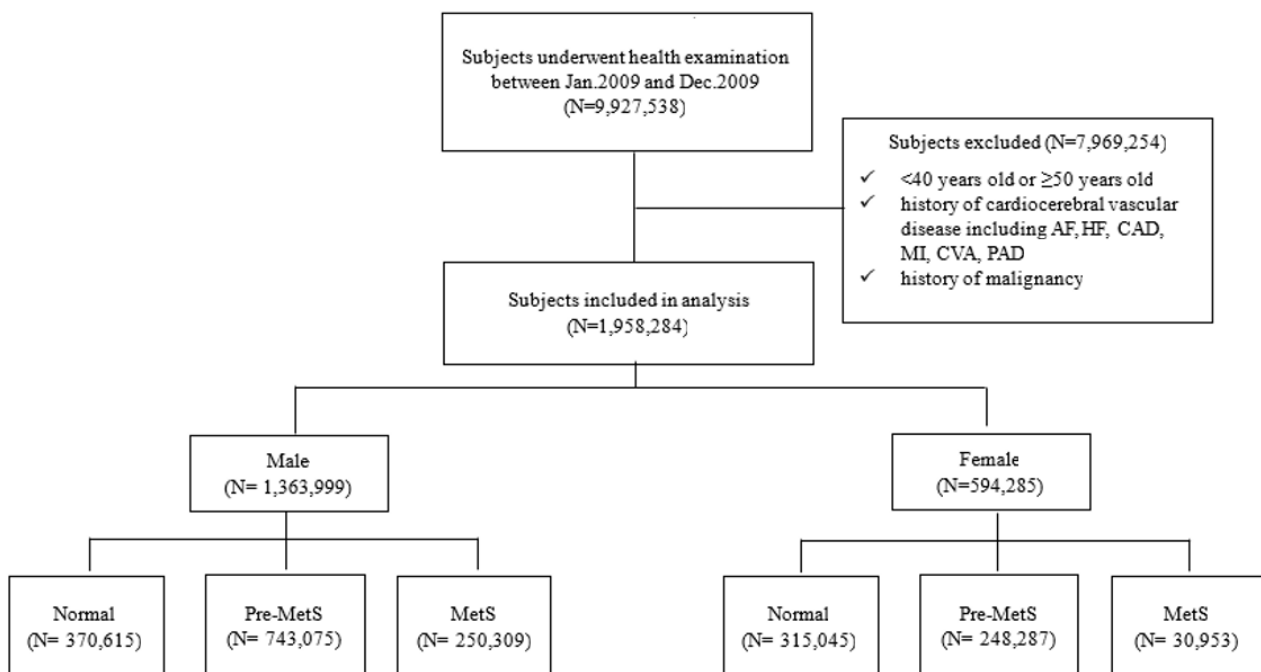 Subjects underwent health examination
between Jan.2009 and Dec.2009
(N=9,927,538)
Subjects excluded (N=7,969,254)
✓ <40 years old or ≥50 years old
✓ history of cardiocerebral vascular
disease including AF, HF, CAD,
MI, CVA, PAD
✓ history of malignancy
Subjects included in analysis
(N=1,958,284)
Male
(N= 1,363,999)
Female
(N=594,285)
Normal
(N= 370,615)
Pre-MetS
(N= 743,075)
MetS
(N= 250,309)
Normal
(N= 315,045)
Pre-MetS
(N= 248,287)
MetS
(N= 30,953)